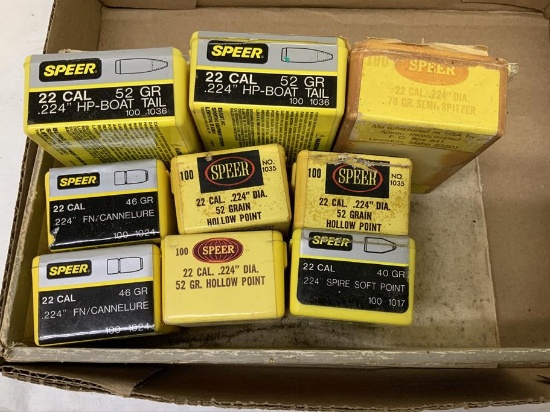 SPEER
22 CAL 52 GR
.224" HP-BOAT TAIL
100 1036
SPEER
22 CAL 52 GR
.224" HP-BOAT TAIL
100 1036
100
SPEER
22 CAL. .224" DIA.
70 GR. SEMI-SPITZER
SPEER
22 CAL 46 GR
.224" FN/CANNELURE
100 1024
100
SPEER
NO. 1035
22 CAL. .224" DIA.
52 GRAIN
HOLLOW POINT
100
SPEER
NO. 1035
22 CAL. .224" DIA.
52 GRAIN
HOLLOW POINT
SPEER
22 CAL 46 GR
.224" FN/CANNELURE
100 1024
100
SPEER
22 CAL. .224" DIA.
52 GR. HOLLOW POINT
SPEER
22 CAL 40 GR
.224" SPIRE SOFT POINT
100 1017